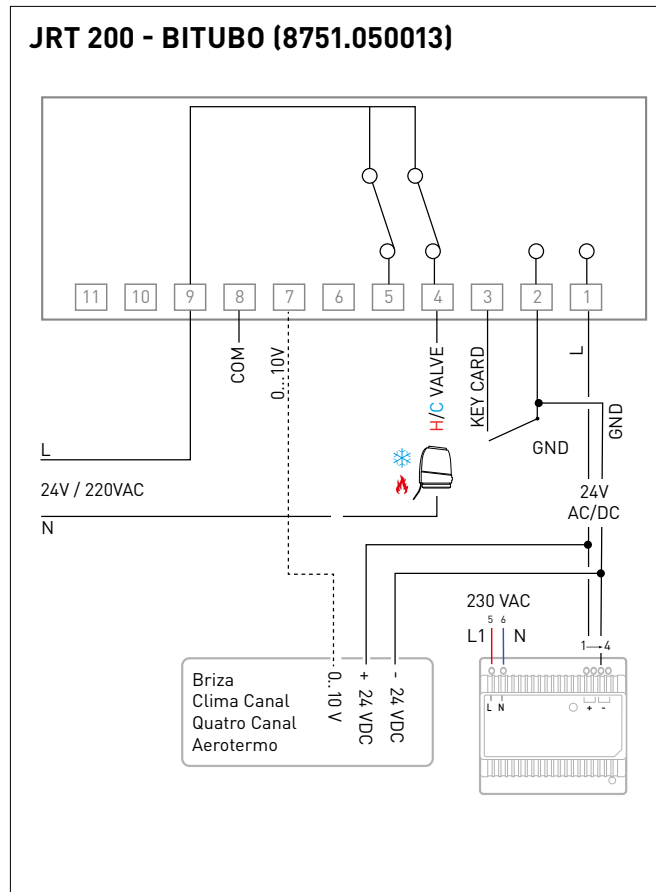 JRT 200 - BITUBO (8751.050013)
11 10 9 8 7 6 5 4 3 2 1
COM
0...10V
H/C VALVE
KEY CARD
L
GND
GND
L
24V / 220VAC
N
24V
AC/DC
230 VAC
5 6
L1 N
1→4
L N
+ -
Briza
Clima Canal
Quatro Canal
Aerotermo
0..10 V
+ 24 VDC
- 24 VDC